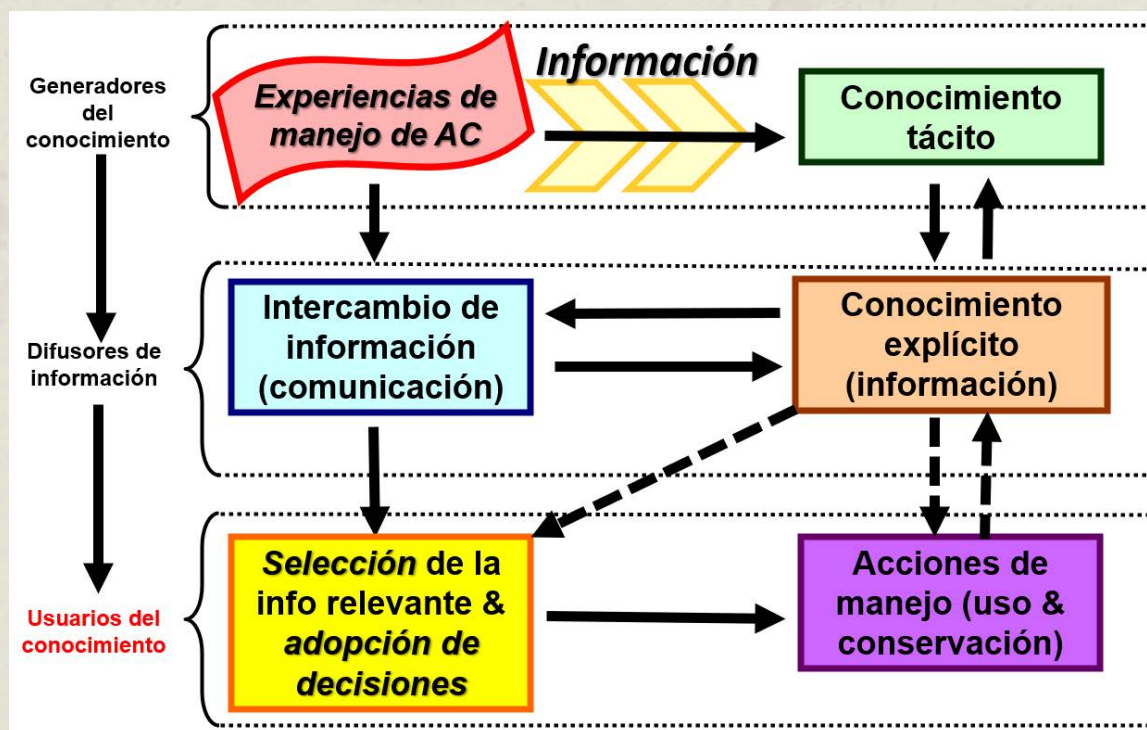 Generadores
del
conocimiento
Experiencias de
manejo de AC
Información
Conocimiento
tácito
Difusores de
información
Intercambio de
información
(comunicación)
Conocimiento
explícito
(información)
Usuarios del
conocimiento
Selección de la
info relevante &
adopción de
decisiones
Acciones de
manejo (uso &
conservación)